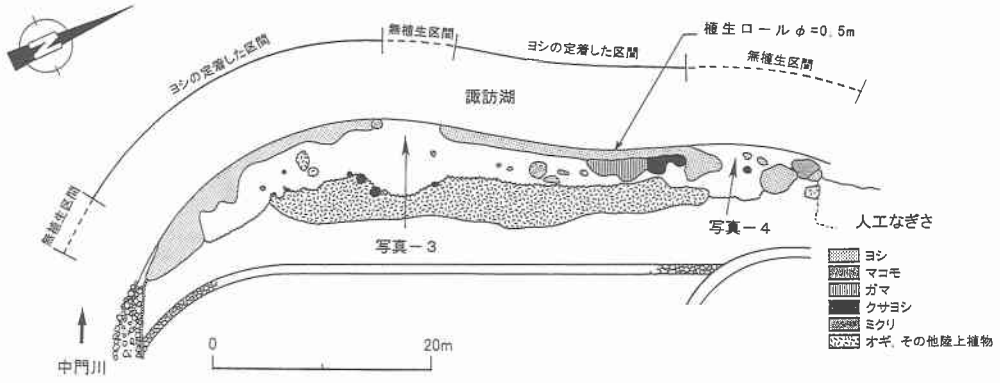 無植生区間
植生ロールφ=0.5m
ヨシの定着した区間
ヨシの定着した区間
無植生区間
諏訪湖
無植生区間
人工なぎさ
写真－3
写真－4
ヨシ
マコモ
ガマ
クサヨシ
ミクリ
オギ, その他陸上植物
中門川
0
20m
N